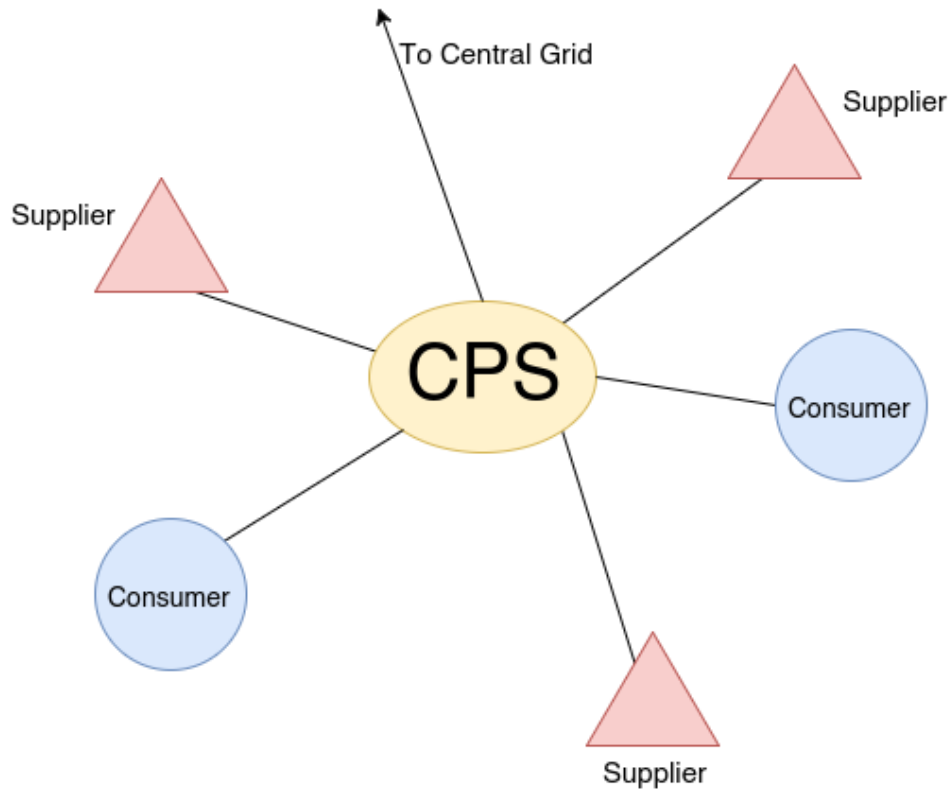 To Central Grid
Supplier
Supplier
CPS
Consumer
Consumer
Supplier